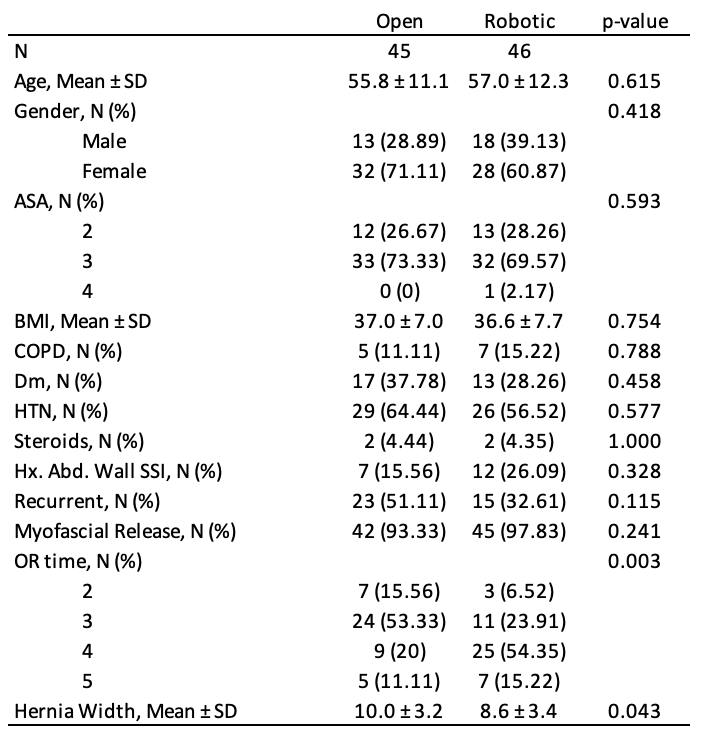 Open Robotic p-value
N 45 46
Age, Mean ± SD 55.8 ±11.1 57.0 ±12.3 0.615
Gender, N (%) 0.418
Male 13 (28.89) 18 (39.13)
Female 32 (71.11) 28 (60.87)
ASA, N (%) 0.593
2 12 (26.67) 13 (28.26)
3 33 (73.33) 32 (69.57)
4 0 (0) 1 (2.17)
BMI, Mean ± SD 37.0 ±7.0 36.6 ±7.7 0.754
COPD, N (%) 5 (11.11) 7 (15.22) 0.788
Dm, N (%) 17 (37.78) 13 (28.26) 0.458
HTN, N (%) 29 (64.44) 26 (56.52) 0.577
Steroids, N (%) 2 (4.44) 2 (4.35) 1.000
Hx. Abd. Wall SSI, N (%) 7 (15.56) 12 (26.09) 0.328
Recurrent, N (%) 23 (51.11) 15 (32.61) 0.115
Myofascial Release, N (%) 42 (93.33) 45 (97.83) 0.241
OR time, N (%) 0.003
2 7 (15.56) 3 (6.52)
3 24 (53.33) 11 (23.91)
4 9 (20) 25 (54.35)
5 5 (11.11) 7 (15.22)
Hernia Width, Mean ± SD 10.0 ±3.2 8.6 ±3.4 0.043